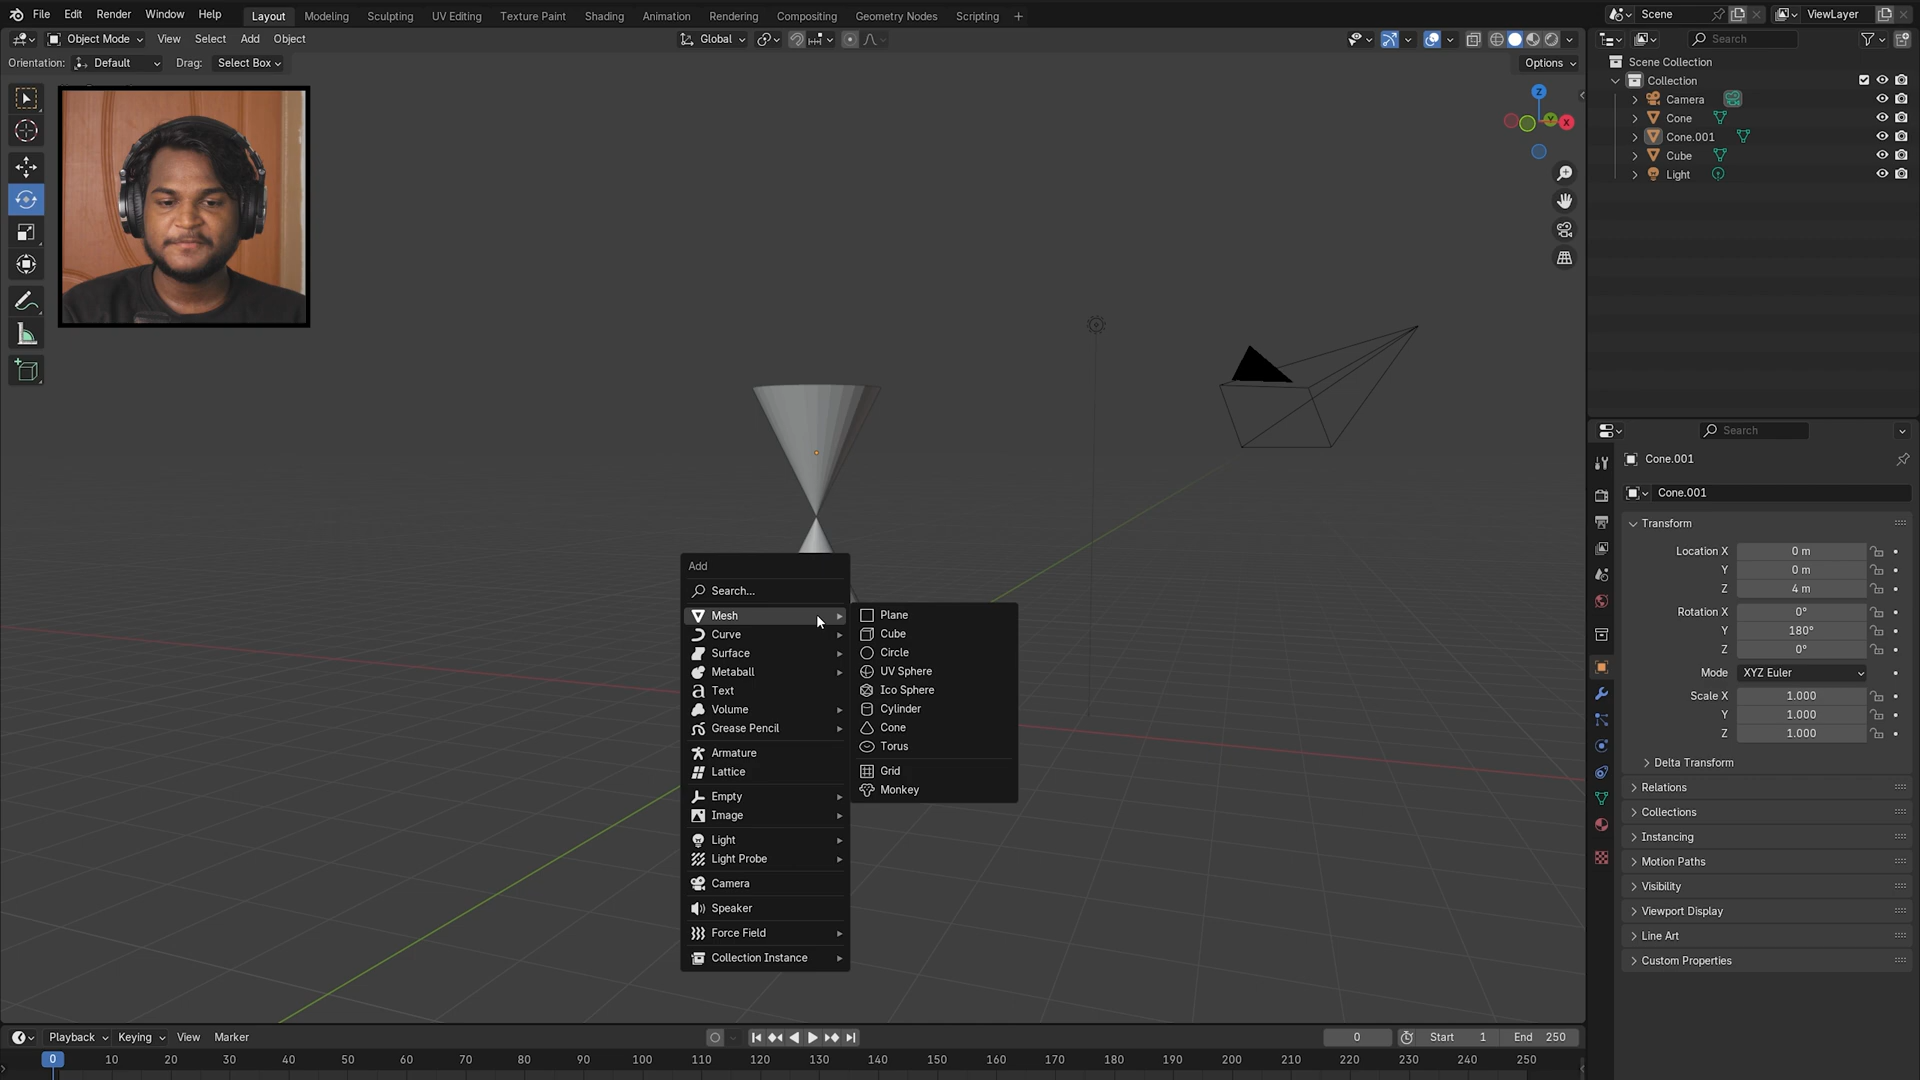 File Edit Render Window Help Layout Modeling Sculpting UV Editing Texture Paint Shading Animation Rendering Compositing Geometry Nodes Scripting + Scene ViewLayer
Object Mode View Select Add Object Global Search
Orientation: Default Drag: Select Box Options
Scene Collection
Collection
Camera
Cone
Cone.001
Cube
Light
Z
Y
X
Search
Cone.001
Cone.001
Transform
Location X 0 m
Y 0 m
Z 4 m
Rotation X 0°
Y 180°
Z 0°
Mode XYZ Euler
Scale X 1.000
Y 1.000
Z 1.000
Delta Transform
Relations
Collections
Instancing
Motion Paths
Visibility
Viewport Display
Line Art
Custom Properties
Add
Search...
Mesh
Curve
Surface
Metaball
Text
Volume
Grease Pencil
Armature
Lattice
Empty
Image
Light
Light Probe
Camera
Speaker
Force Field
Collection Instance
Plane
Cube
Circle
UV Sphere
Ico Sphere
Cylinder
Cone
Torus
Grid
Monkey
Playback Keying View Marker 0 Start 1 End 250
0 10 20 30 40 50 60 70 80 90 100 110 120 130 140 150 160 170 180 190 200 210 220 230 240 250